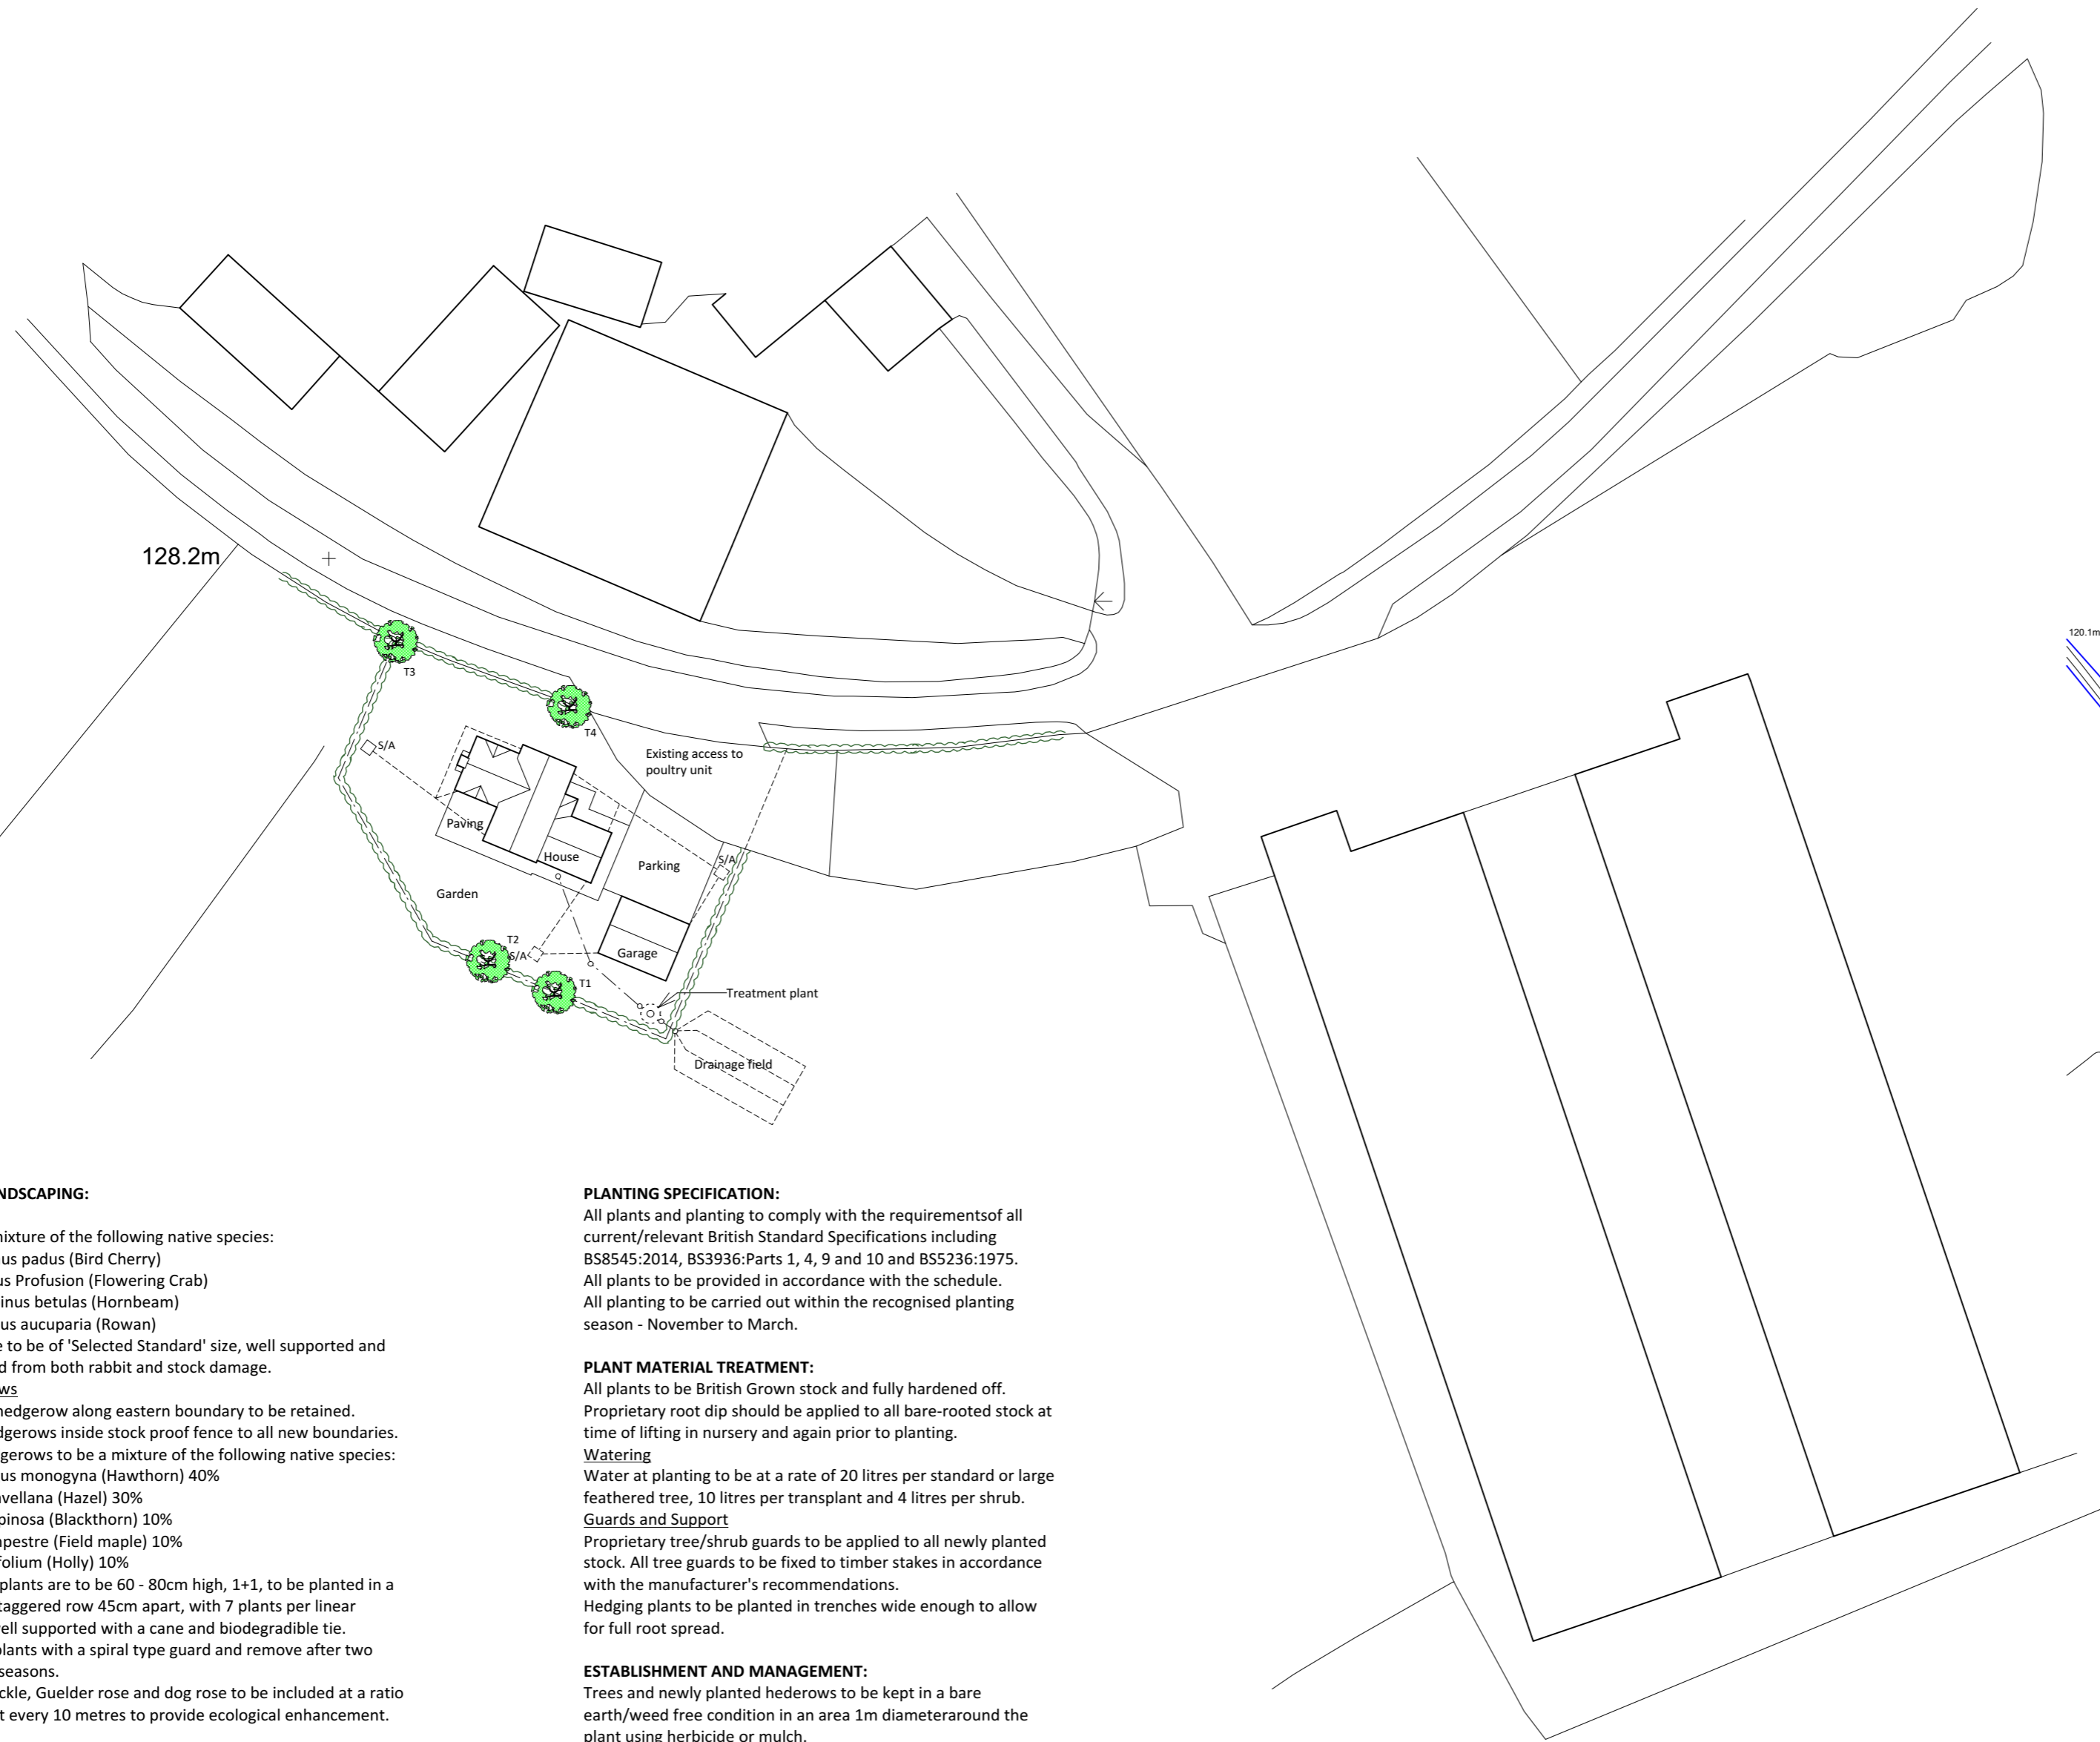 128.2m
120.1m
T3
T4
S/A
Existing access to
poultry unit
Paving
House
Parking
S/A
Garden
T2
S/A
Garage
T1
Treatment plant
Drainage field
NDSCAPING:
mixture of the following native species:
us padus (Bird Cherry)
us Profusion (Flowering Crab)
inus betulas (Hornbeam)
us aucuparia (Rowan)
e to be of 'Selected Standard' size, well supported and
d from both rabbit and stock damage.
ws
hedgerow along eastern boundary to be retained.
dgerows inside stock proof fence to all new boundaries.
gerows to be a mixture of the following native species:
us monogyna (Hawthorn) 40%
avellana (Hazel) 30%
pinosa (Blackthorn) 10%
mpestre (Field maple) 10%
folium (Holly) 10%
plants are to be 60 - 80cm high, 1+1, to be planted in a
taggered row 45cm apart, with 7 plants per linear
ell supported with a cane and biodegradible tie.
plants with a spiral type guard and remove after two
seasons.
ckle, Guelder rose and dog rose to be included at a ratio
t every 10 metres to provide ecological enhancement.
PLANTING SPECIFICATION:
All plants and planting to comply with the requirementsof all
current/relevant British Standard Specifications including
BS8545:2014, BS3936:Parts 1, 4, 9 and 10 and BS5236:1975.
All plants to be provided in accordance with the schedule.
All planting to be carried out within the recognised planting
season - November to March.
PLANT MATERIAL TREATMENT:
All plants to be British Grown stock and fully hardened off.
Proprietary root dip should be applied to all bare-rooted stock at
time of lifting in nursery and again prior to planting.
Watering
Water at planting to be at a rate of 20 litres per standard or large
feathered tree, 10 litres per transplant and 4 litres per shrub.
Guards and Support
Proprietary tree/shrub guards to be applied to all newly planted
stock. All tree guards to be fixed to timber stakes in accordance
with the manufacturer's recommendations.
Hedging plants to be planted in trenches wide enough to allow
for full root spread.
ESTABLISHMENT AND MANAGEMENT:
Trees and newly planted hederows to be kept in a bare
earth/weed free condition in an area 1m diameteraround the
plant using herbicide or mulch.